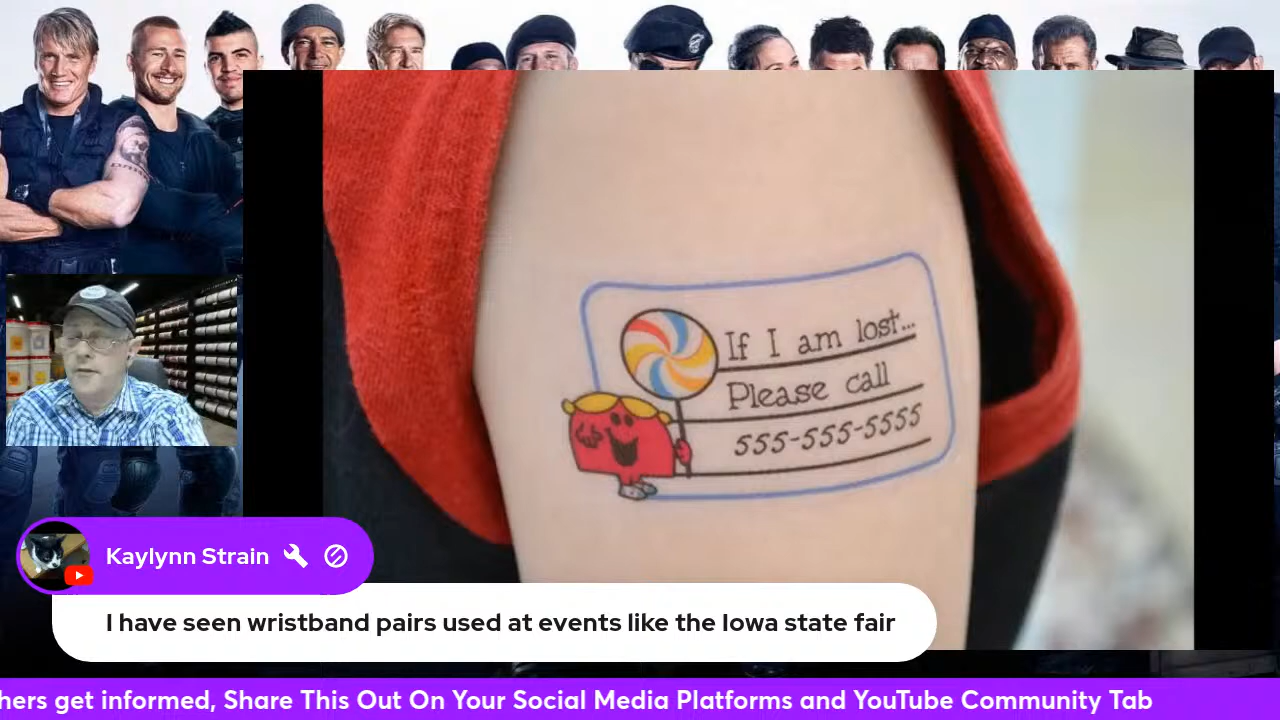 If I am lost...
Please call
555-555-5555
Kaylynn Strain
I have seen wristband pairs used at events like the Iowa state fair
hers get informed, Share This Out On Your Social Media Platforms and YouTube Community Tab